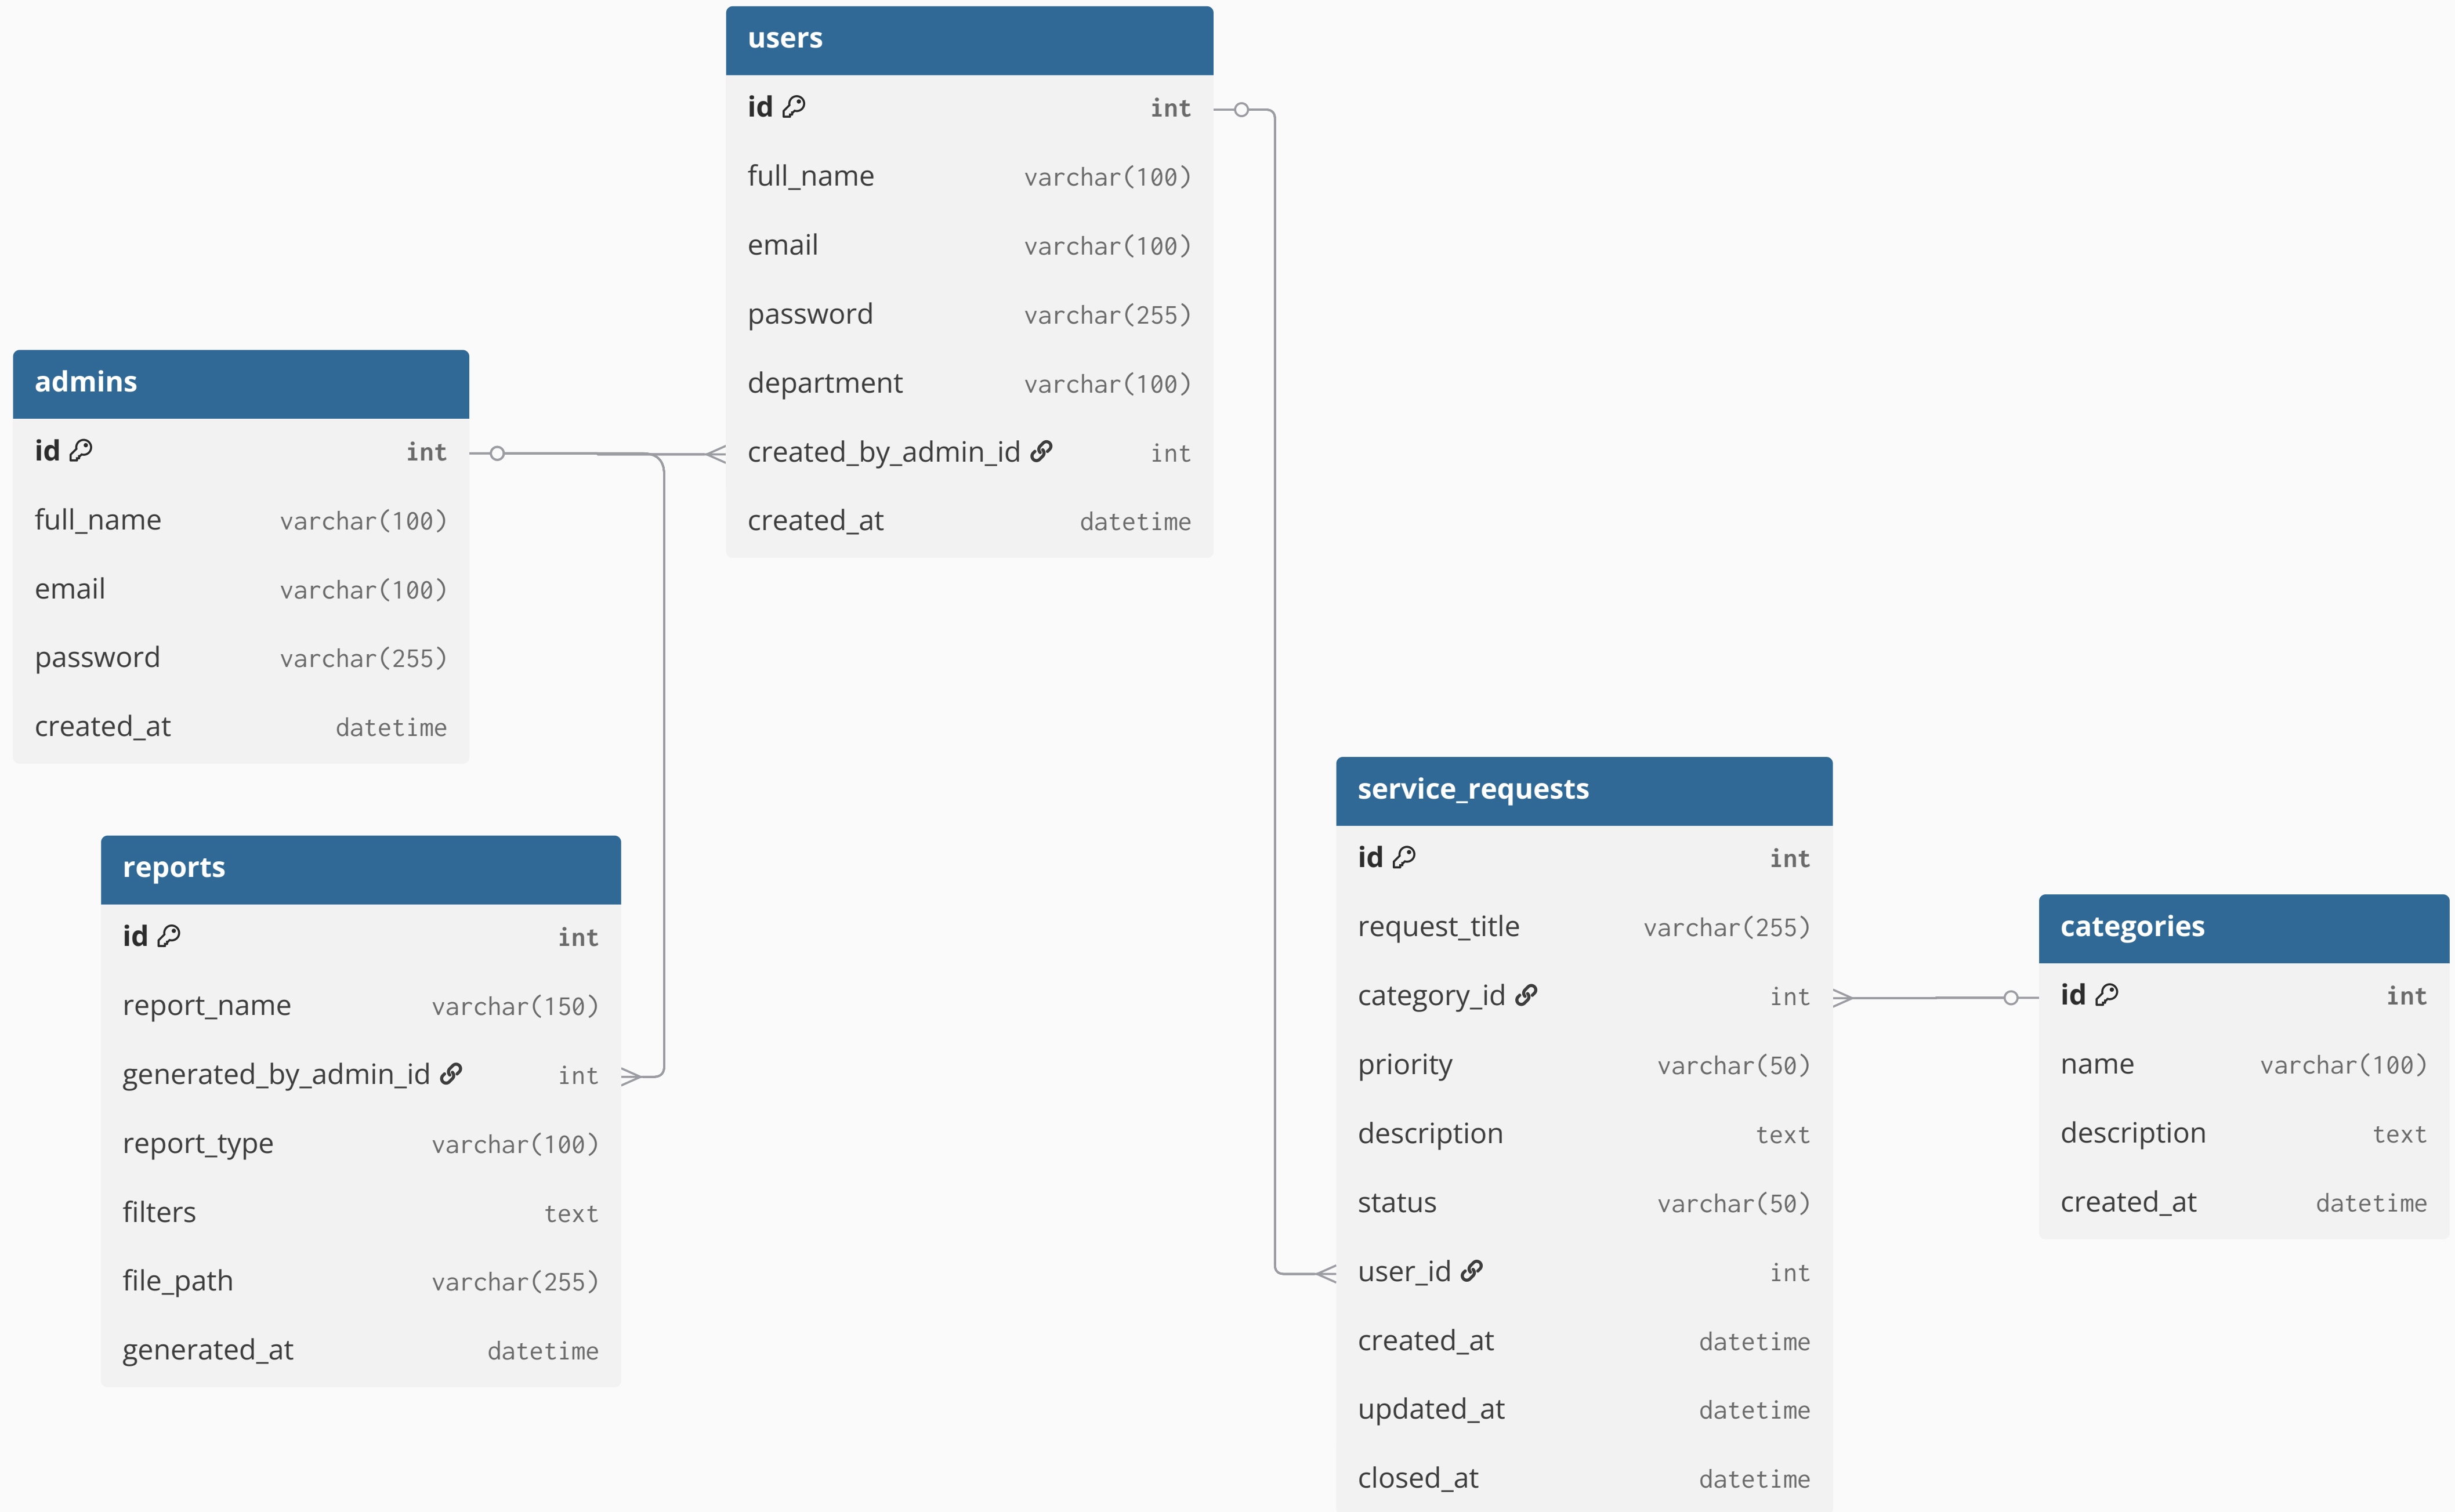 users
id int
full_name varchar(100)
email varchar(100)
password varchar(255)
department varchar(100)
created_by_admin_id int
created_at datetime
admins
id int
full_name varchar(100)
email varchar(100)
password varchar(255)
created_at datetime
reports
id int
report_name varchar(150)
generated_by_admin_id int
report_type varchar(100)
filters text
file_path varchar(255)
generated_at datetime
service_requests
id int
request_title varchar(255)
category_id int
priority varchar(50)
description text
status varchar(50)
user_id int
created_at datetime
updated_at datetime
closed_at datetime
categories
id int
name varchar(100)
description text
created_at datetime